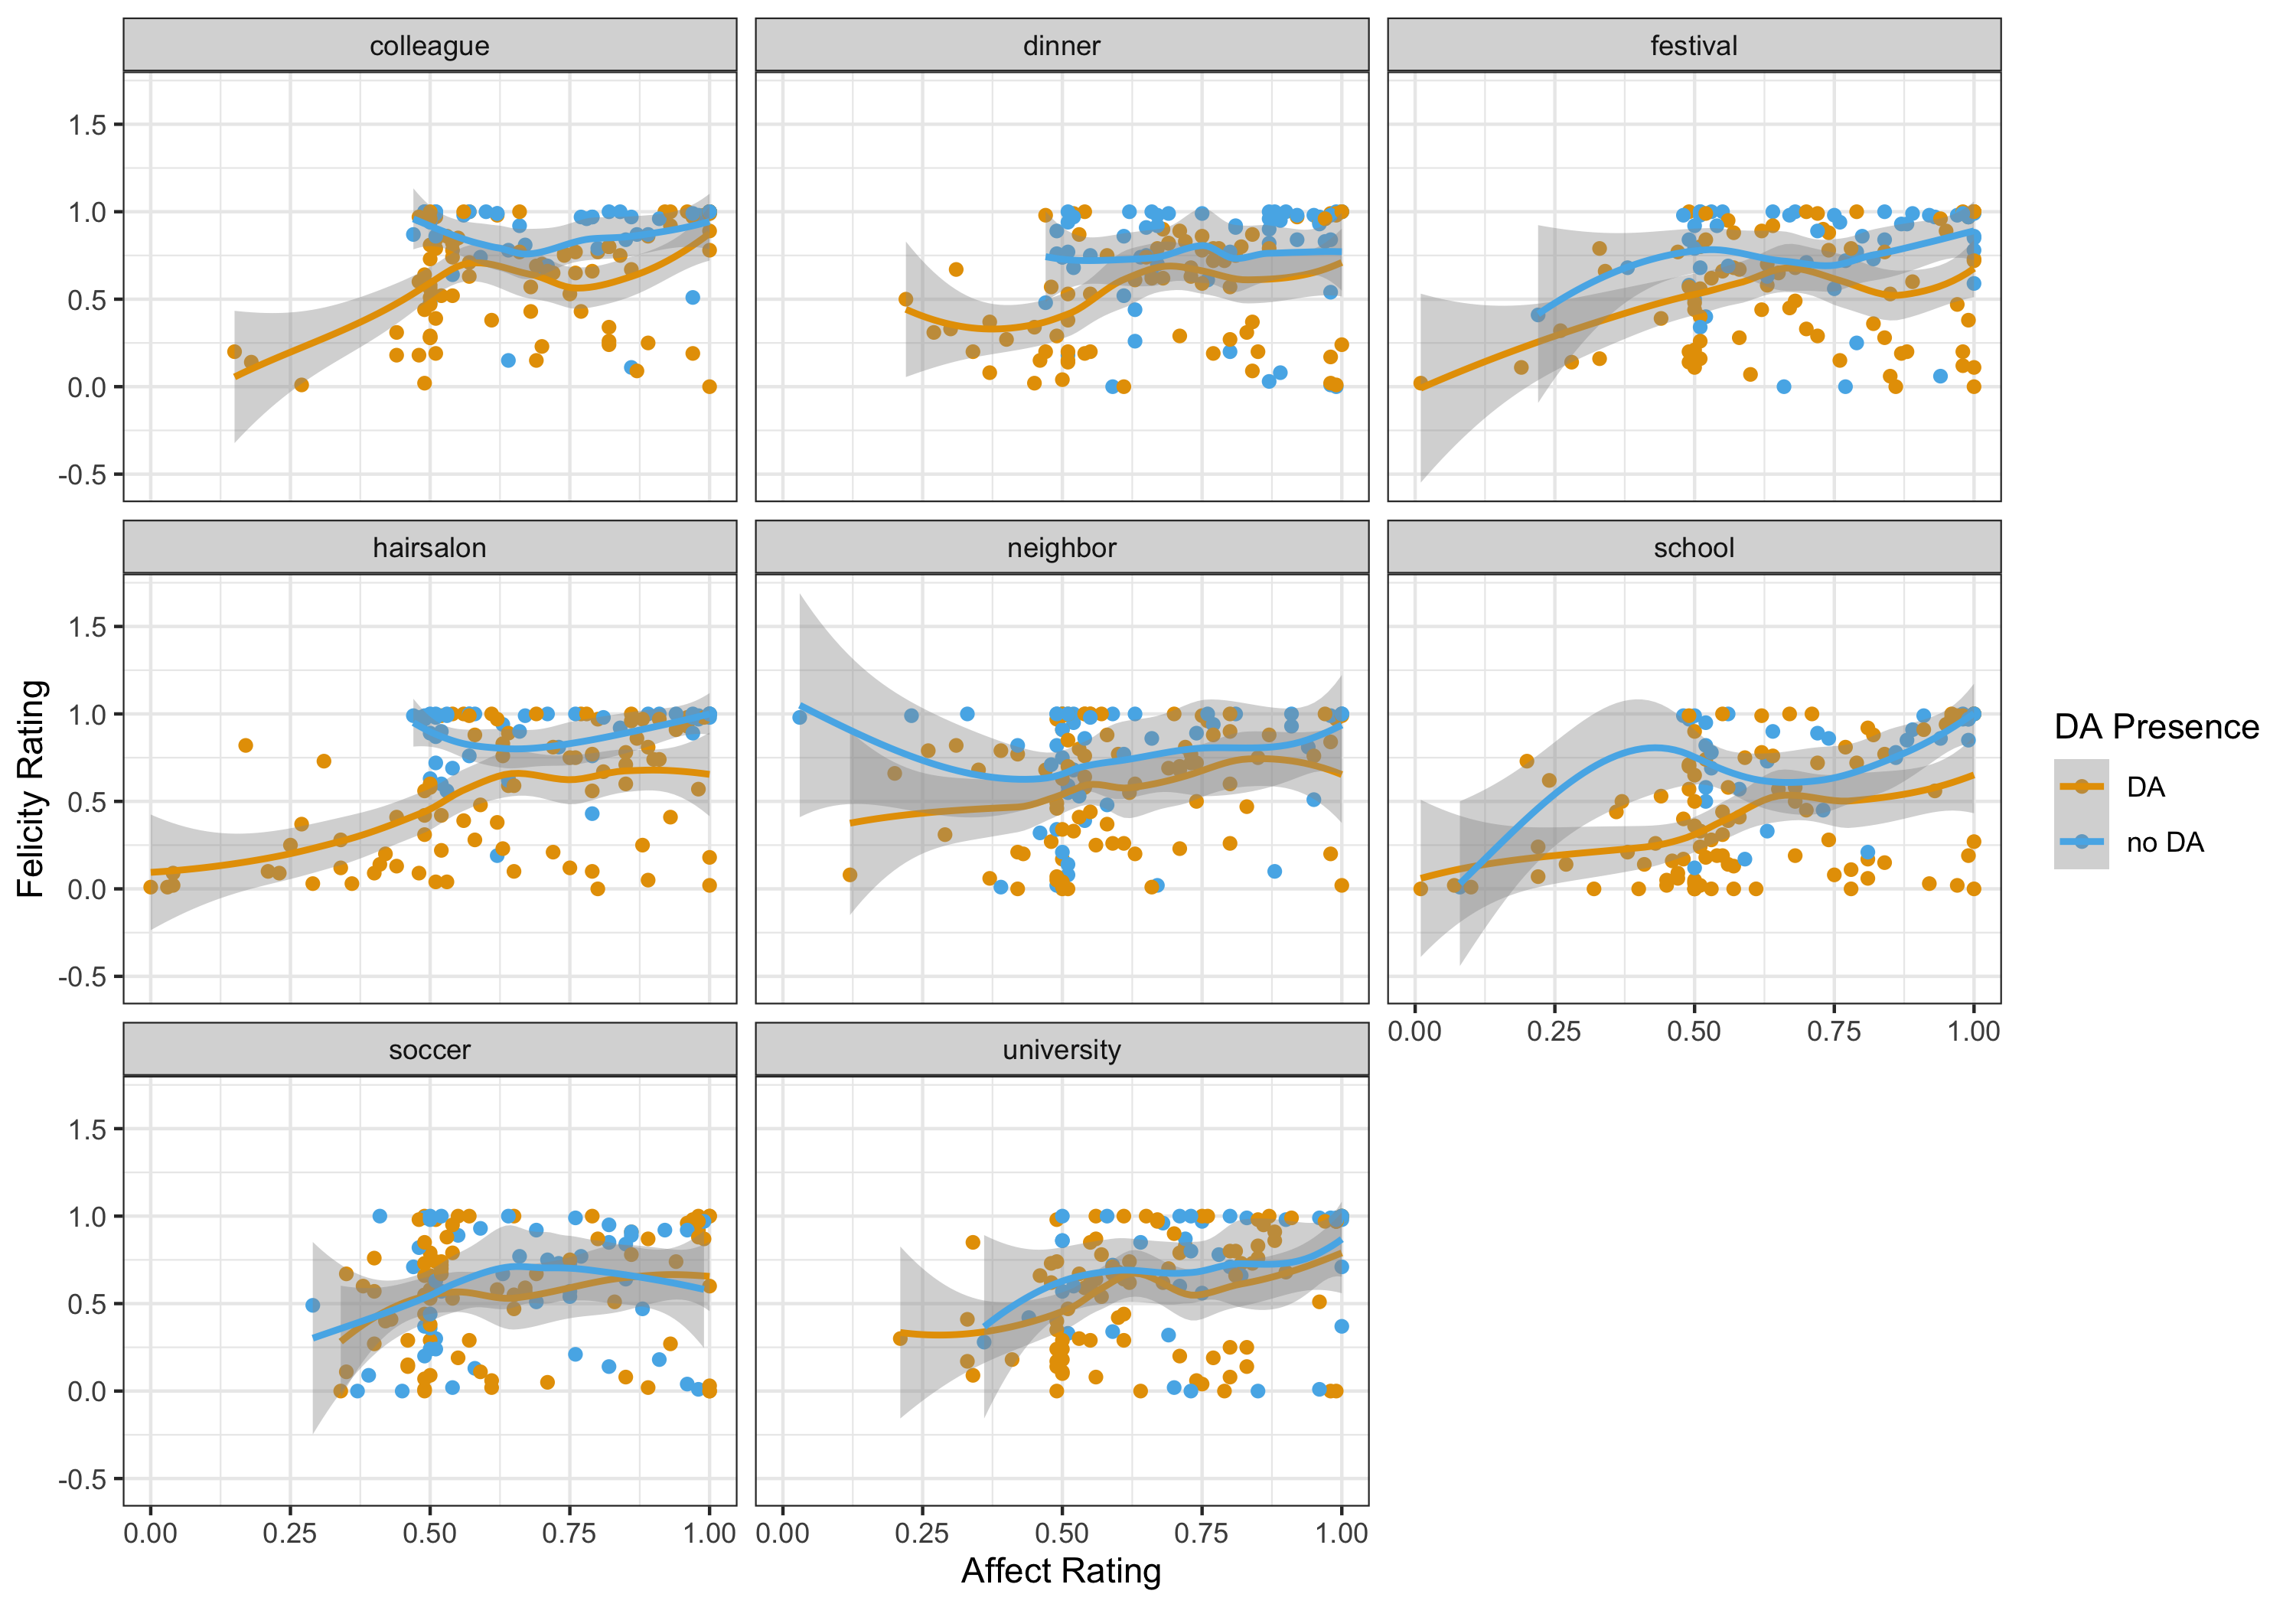 colleague dinner festival
1.5
1.0
0.5
0.0
-0.5
hairsalon neighbor school
1.5
1.0
0.5
0.0
-0.5
0.00 0.25 0.50 0.75 1.00
soccer university
1.5
1.0
0.5
0.0
-0.5
0.00 0.25 0.50 0.75 1.00 0.00 0.25 0.50 0.75 1.00
Affect Rating
Felicity Rating
DA Presence
DA
no DA